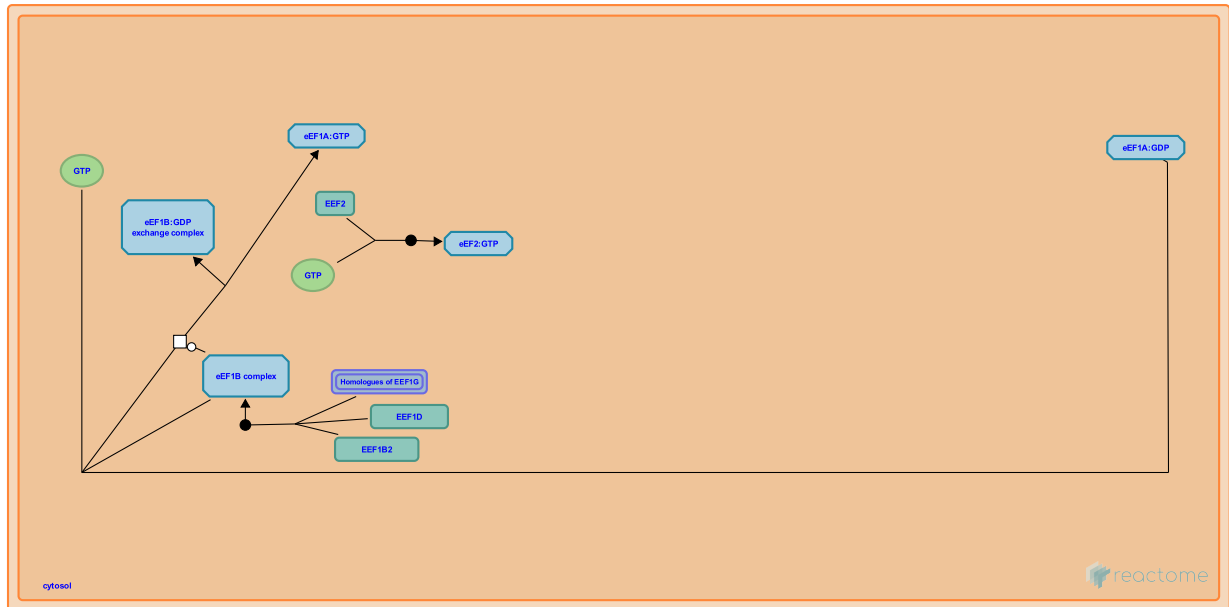 eEF1A:GTP
eEF1A:GDP
GTP
EEF2
eEF1B:GDP
exchange complex
eEF2:GTP
GTP
eEF1B complex
Homologues of EEF1G
EEF1D
EEF1B2
cytosol
reactome